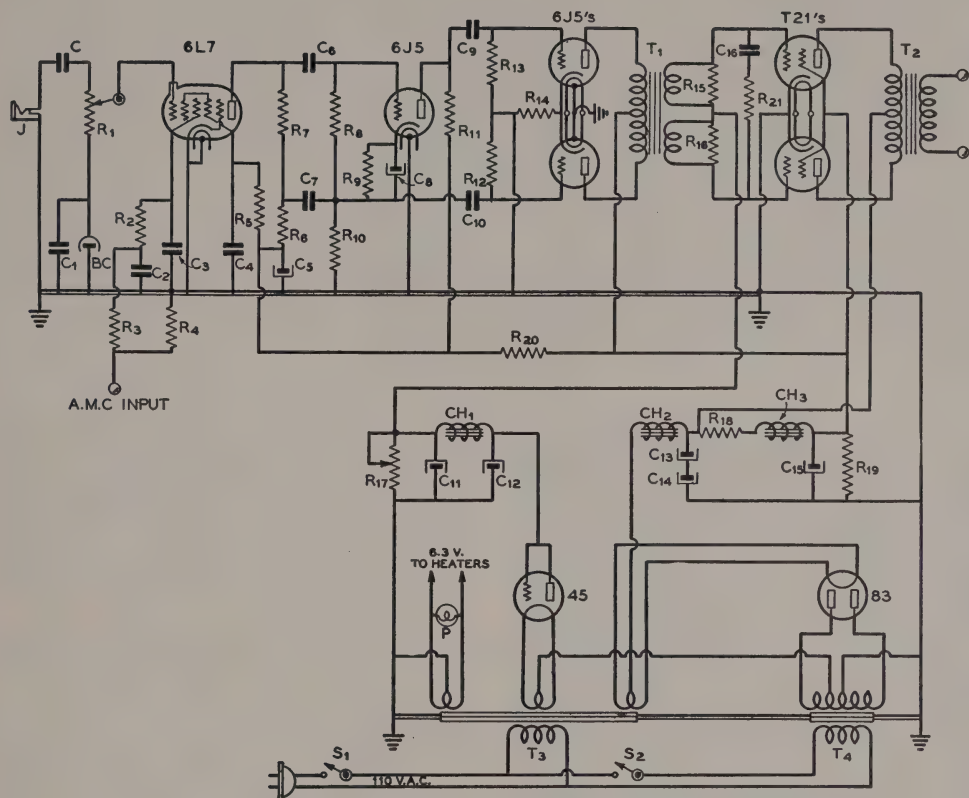 6L7
6J5
6J5's
T21's
C
C6
C9
T1
C16
T2
J
R1
R7
R8
R11
R13
R14
R15
R21
R16
R9
C8
R12
C10
C7
R2
R5
R6
R10
C1
BC
C2
C3
C4
C5
R3
R4
R20
A.M.C INPUT
CH1
CH2
R18
CH3
R17
C11
C12
C13
C14
C15
R19
6.3 V.
TO HEATERS
P
45
83
S1
T3
S2
T4
110 V.A.C.